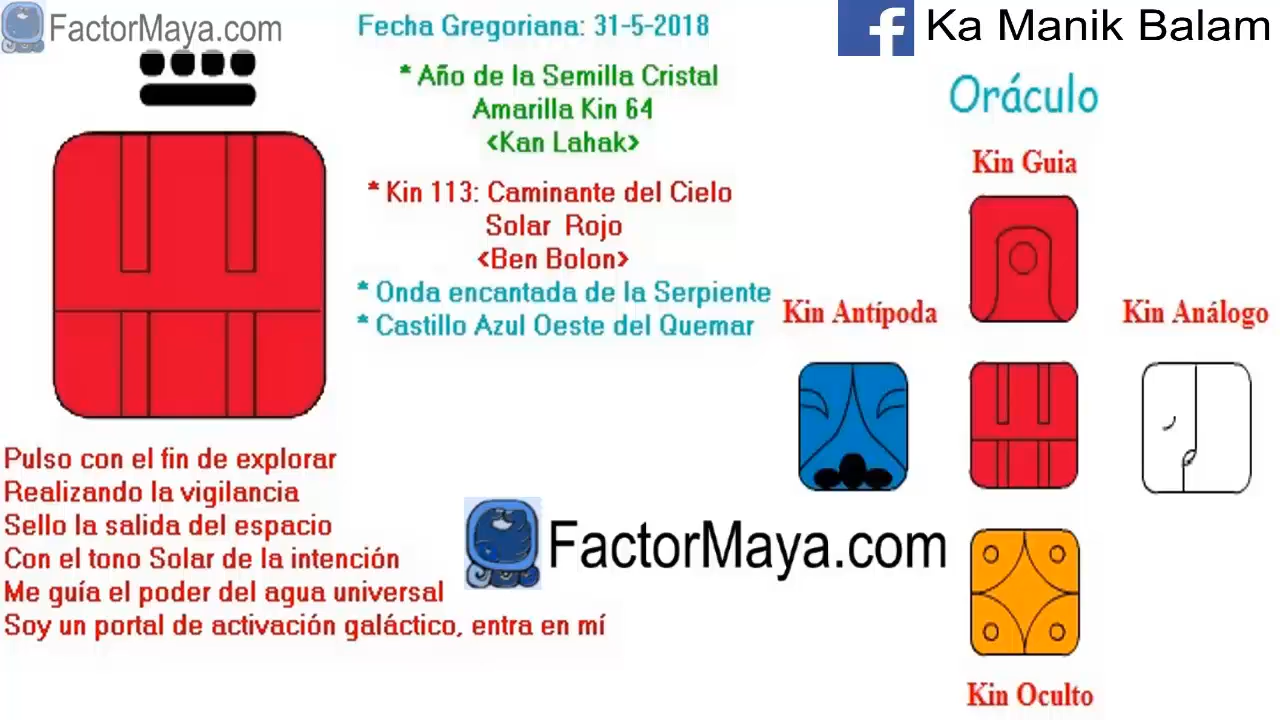 FactorMaya.com
Fecha Gregoriana: 31-5-2018
Ka Manik Balam
* Año de la Semilla Cristal
Amarilla Kin 64
<Kan Lahak>
* Kin 113: Caminante del Cielo
Solar Rojo
<Ben Bolon>
* Onda encantada de la Serpiente
* Castillo Azul Oeste del Quemar
Oráculo
Kin Guia
Kin Antípoda
Kin Análogo
Kin Oculto
Pulso con el fin de explorar
Realizando la vigilancia
Sello la salida del espacio
Con el tono Solar de la intención
Me guía el poder del agua universal
Soy un portal de activación galáctico, entra en mí
FactorMaya.com